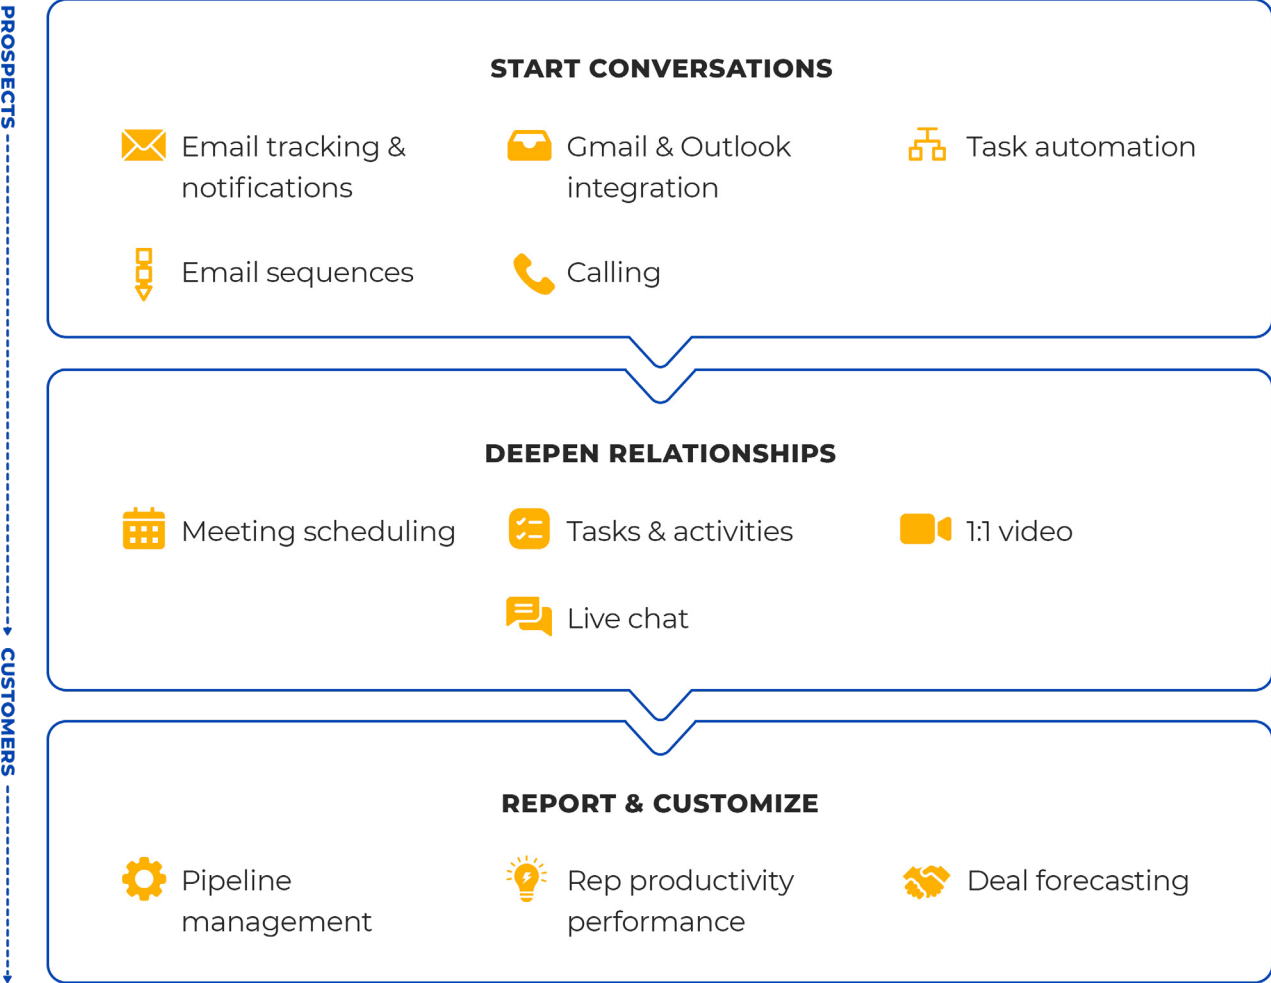 PROSPECTS
START CONVERSATIONS
Email tracking &
notifications
Gmail & Outlook
integration
Task automation
Email sequences
Calling
DEEPEN RELATIONSHIPS
Meeting scheduling
Tasks & activities
1:1 video
Live chat
CUSTOMERS
REPORT & CUSTOMIZE
Pipeline
management
Rep productivity
performance
Deal forecasting